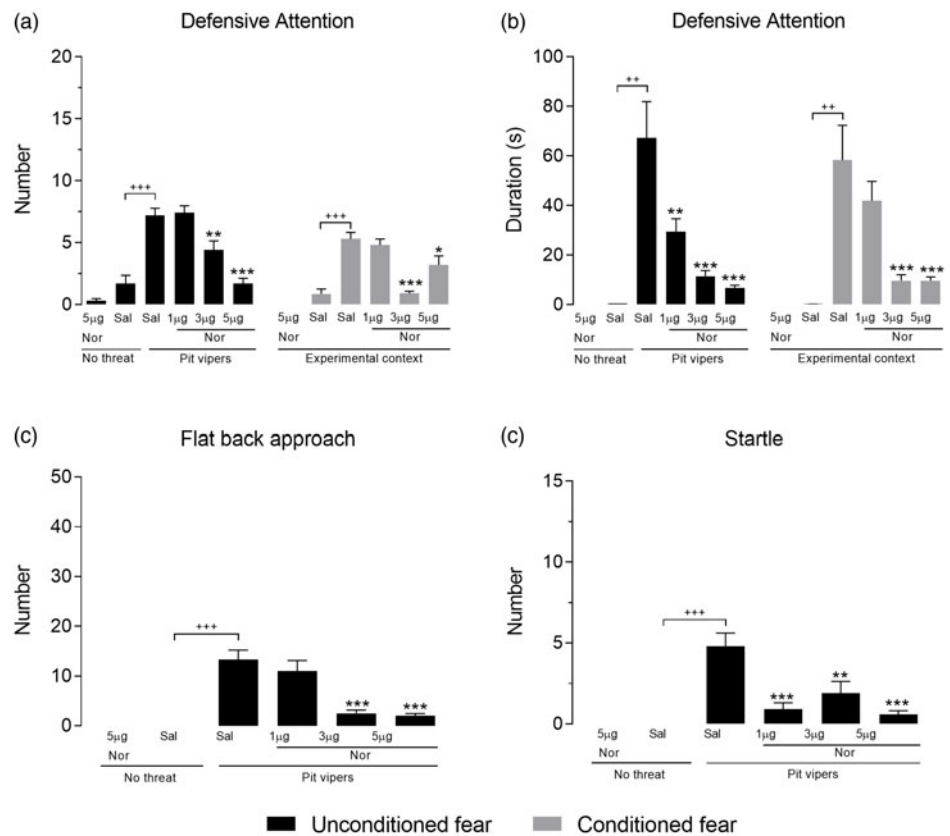 (a) Defensive Attention
Number
20
15
10
5
0
+++
**
***
+++
***
*
5µg Sal Sal 1µg 3µg 5µg 5µg Sal Sal 1µg 3µg 5µg
Nor Nor Nor Nor
No threat Pit vipers Experimental context
(b) Defensive Attention
Duration (s)
100
80
60
40
20
0
++
**
***
***
++
***
***
5µg Sal Sal 1µg 3µg 5µg 5µg Sal Sal 1µg 3µg 5µg
Nor Nor Nor Nor
No threat Pit vipers Experimental context
(c) Flat back approach
Number
50
40
30
20
10
0
+++
***
***
5µg Sal Sal 1µg 3µg 5µg
Nor Nor
No threat Pit vipers
(c) Startle
Number
15
10
5
0
+++
***
**
***
5µg Sal Sal 1µg 3µg 5µg
Nor Nor
No threat Pit vipers
Unconditioned fear Conditioned fear